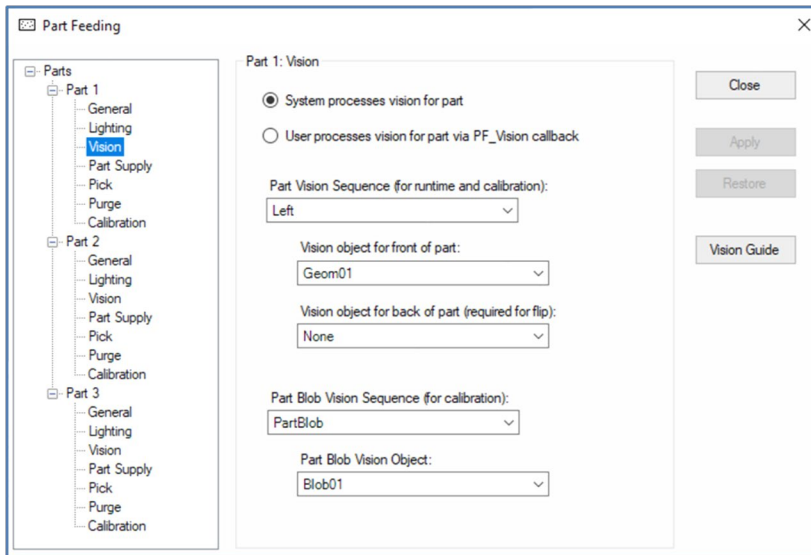 Part Feeding
Parts
Part 1
General
Lighting
Vision
Part Supply
Pick
Purge
Calibration
Part 2
General
Lighting
Vision
Part Supply
Pick
Purge
Calibration
Part 3
General
Lighting
Vision
Part Supply
Pick
Purge
Calibration
Part 1: Vision
System processes vision for part
User processes vision for part via PF_Vision callback
Part Vision Sequence (for runtime and calibration):
Left
Vision object for front of part:
Geom01
Vision object for back of part (required for flip):
None
Part Blob Vision Sequence (for calibration):
PartBlob
Part Blob Vision Object:
Blob01
Close
Apply
Restore
Vision Guide